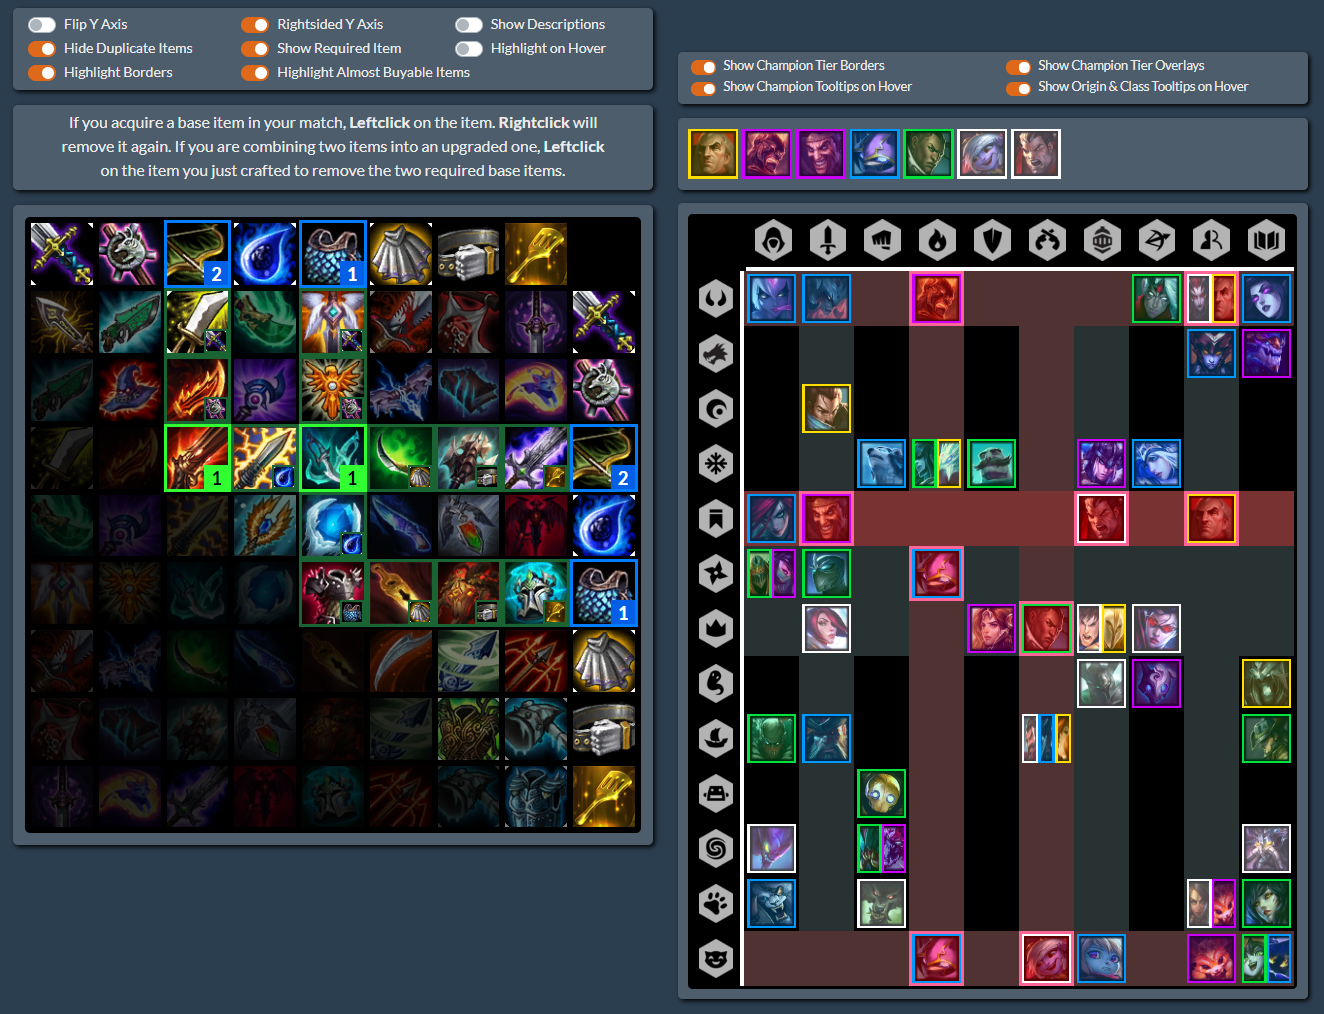 Flip Y Axis
Rightsided Y Axis
Show Descriptions
Hide Duplicate Items
Show Required Item
Highlight on Hover
Highlight Borders
Highlight Almost Buyable Items
If you acquire a base item in your match, Leftclick on the item. Rightclick will
remove it again. If you are combining two items into an upgraded one, Leftclick
on the item you just crafted to remove the two required base items.
2
1
1
1
2
1
Show Champion Tier Borders
Show Champion Tier Overlays
Show Champion Tooltips on Hover
Show Origin & Class Tooltips on Hover